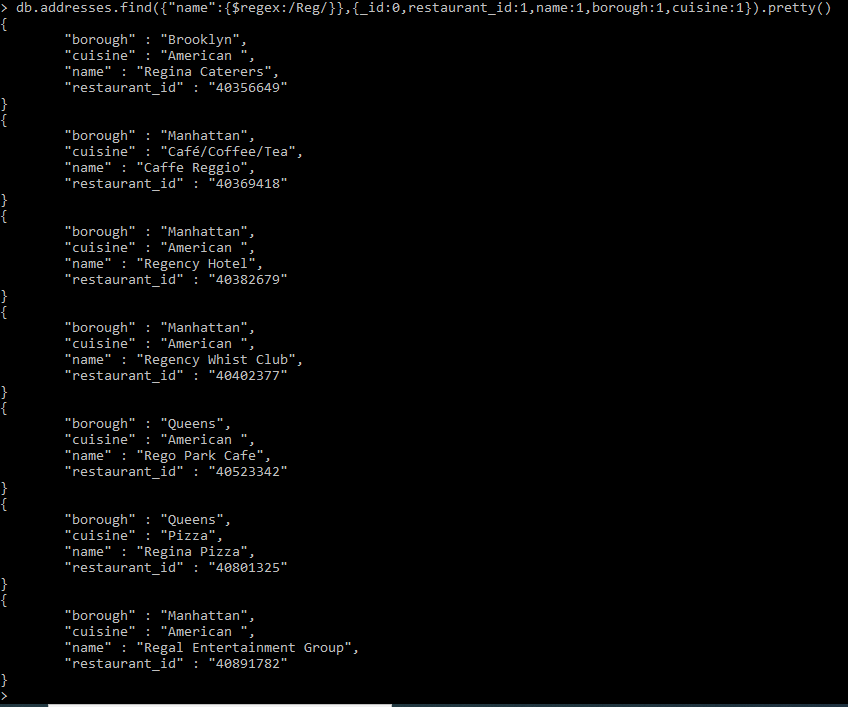 > db.addresses.find({"name":{$regex:/Reg/}},{_id:0,restaurant_id:1,name:1,borough:1,cuisine:1}).pretty()
{
        "borough" : "Brooklyn",
        "cuisine" : "American ",
        "name" : "Regina Caterers",
        "restaurant_id" : "40356649"
}
{
        "borough" : "Manhattan",
        "cuisine" : "Café/Coffee/Tea",
        "name" : "Caffe Reggio",
        "restaurant_id" : "40369418"
}
{
        "borough" : "Manhattan",
        "cuisine" : "American ",
        "name" : "Regency Hotel",
        "restaurant_id" : "40382679"
}
{
        "borough" : "Manhattan",
        "cuisine" : "American ",
        "name" : "Regency Whist Club",
        "restaurant_id" : "40402377"
}
{
        "borough" : "Queens",
        "cuisine" : "American ",
        "name" : "Rego Park Cafe",
        "restaurant_id" : "40523342"
}
{
        "borough" : "Queens",
        "cuisine" : "Pizza",
        "name" : "Regina Pizza",
        "restaurant_id" : "40801325"
}
{
        "borough" : "Manhattan",
        "cuisine" : "American ",
        "name" : "Regal Entertainment Group",
        "restaurant_id" : "40891782"
}
>